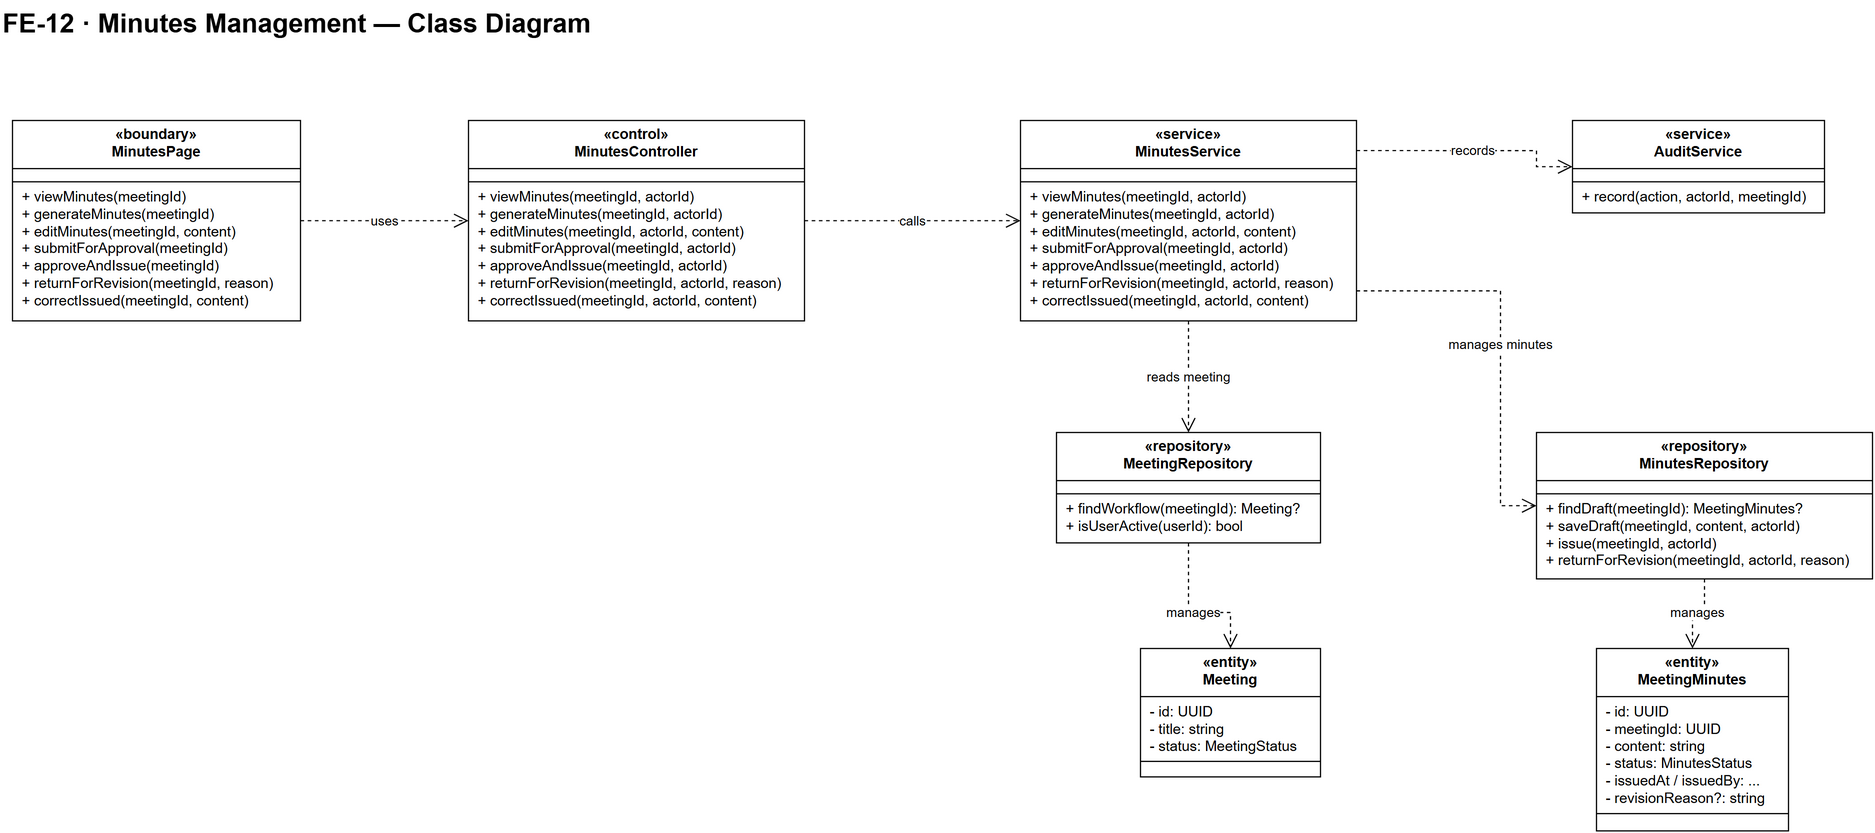 FE-12 · Minutes Management — Class Diagram
«boundary»
MinutesPage
+ viewMinutes(meetingId)
+ generateMinutes(meetingId)
+ editMinutes(meetingId, content)
+ submitForApproval(meetingId)
+ approveAndIssue(meetingId)
+ returnForRevision(meetingId, reason)
+ correctIssued(meetingId, content)
uses
«control»
MinutesController
+ viewMinutes(meetingId, actorId)
+ generateMinutes(meetingId, actorId)
+ editMinutes(meetingId, actorId, content)
+ submitForApproval(meetingId, actorId)
+ approveAndIssue(meetingId, actorId)
+ returnForRevision(meetingId, actorId, reason)
+ correctIssued(meetingId, actorId, content)
calls
«service»
MinutesService
+ viewMinutes(meetingId, actorId)
+ generateMinutes(meetingId, actorId)
+ editMinutes(meetingId, actorId, content)
+ submitForApproval(meetingId, actorId)
+ approveAndIssue(meetingId, actorId)
+ returnForRevision(meetingId, actorId, reason)
+ correctIssued(meetingId, actorId, content)
records
«service»
AuditService
+ record(action, actorId, meetingId)
manages minutes
reads meeting
«repository»
MeetingRepository
+ findWorkflow(meetingId): Meeting?
+ isUserActive(userId): bool
«repository»
MinutesRepository
+ findDraft(meetingId): MeetingMinutes?
+ saveDraft(meetingId, content, actorId)
+ issue(meetingId, actorId)
+ returnForRevision(meetingId, actorId, reason)
manages
manages
«entity»
Meeting
- id: UUID
- title: string
- status: MeetingStatus
«entity»
MeetingMinutes
- id: UUID
- meetingId: UUID
- content: string
- status: MinutesStatus
- issuedAt / issuedBy: ...
- revisionReason?: string